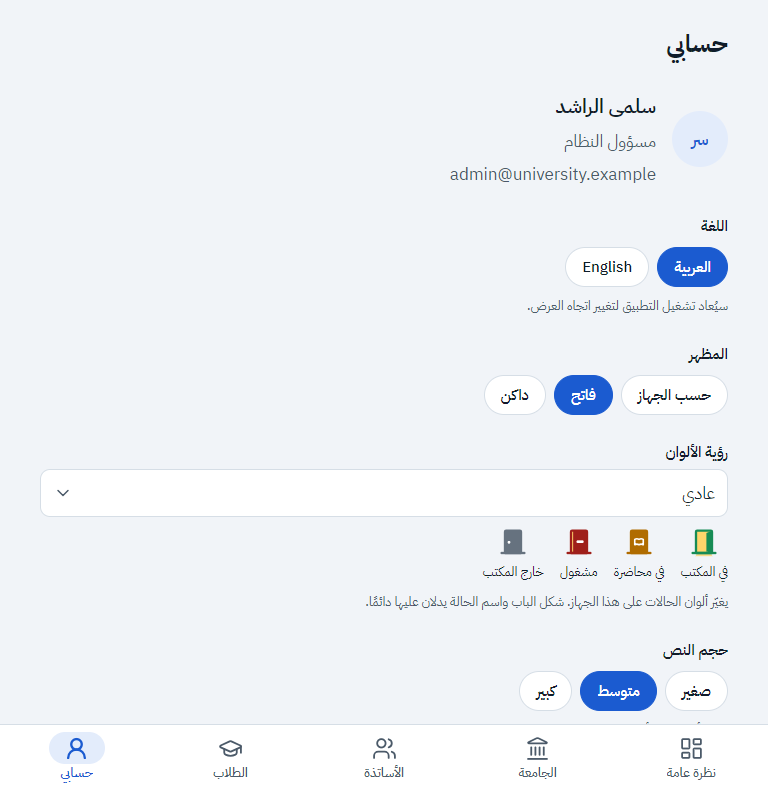 حسابي
سر
سلمى الراشد
مسؤول النظام
admin@university.example
اللغة
العربية English
سيُعاد تشغيل التطبيق لتغيير اتجاه العرض.
المظهر
حسب الجهاز فاتح داكن
رؤية الألوان
عادي
في المكتب في محاضرة مشغول خارج المكتب
يغيّر ألوان الحالات على هذا الجهاز. شكل الباب واسم الحالة يدلان عليها دائمًا.
حجم النص
صغير متوسط كبير
نظرة عامة الجامعة الأساتذة الطلاب حسابي